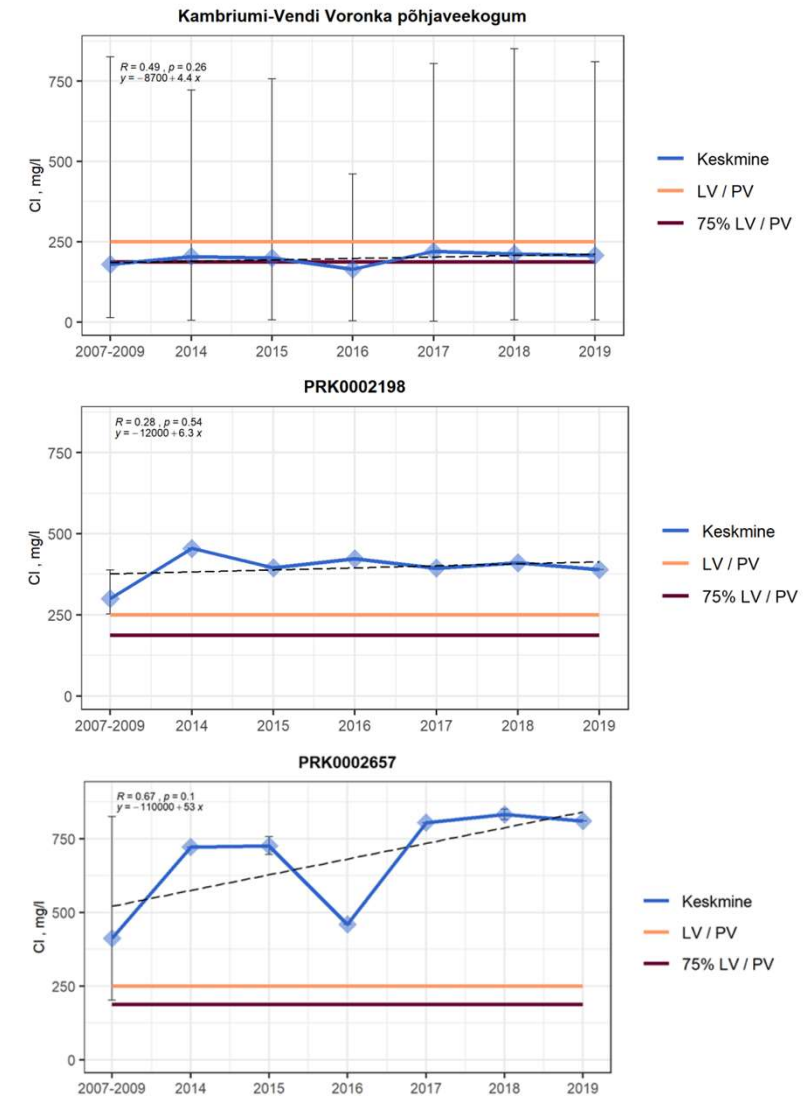 Kambriumi-Vendi Voronka põhjaveekogum
R = 0.49 , p = 0.26
y = −8700 + 4.4 x
Cl , mg/l
750
500
250
0
2007-2009 2014 2015 2016 2017 2018 2019
Keskmine
LV / PV
75% LV / PV
PRK0002198
R = 0.28 , p = 0.54
y = −12000 + 6.3 x
Cl , mg/l
750
500
250
0
2007-2009 2014 2015 2016 2017 2018 2019
Keskmine
LV / PV
75% LV / PV
PRK0002657
R = 0.67 , p = 0.1
y = −110000 + 53 x
Cl , mg/l
750
500
250
0
2007-2009 2014 2015 2016 2017 2018 2019
Keskmine
LV / PV
75% LV / PV